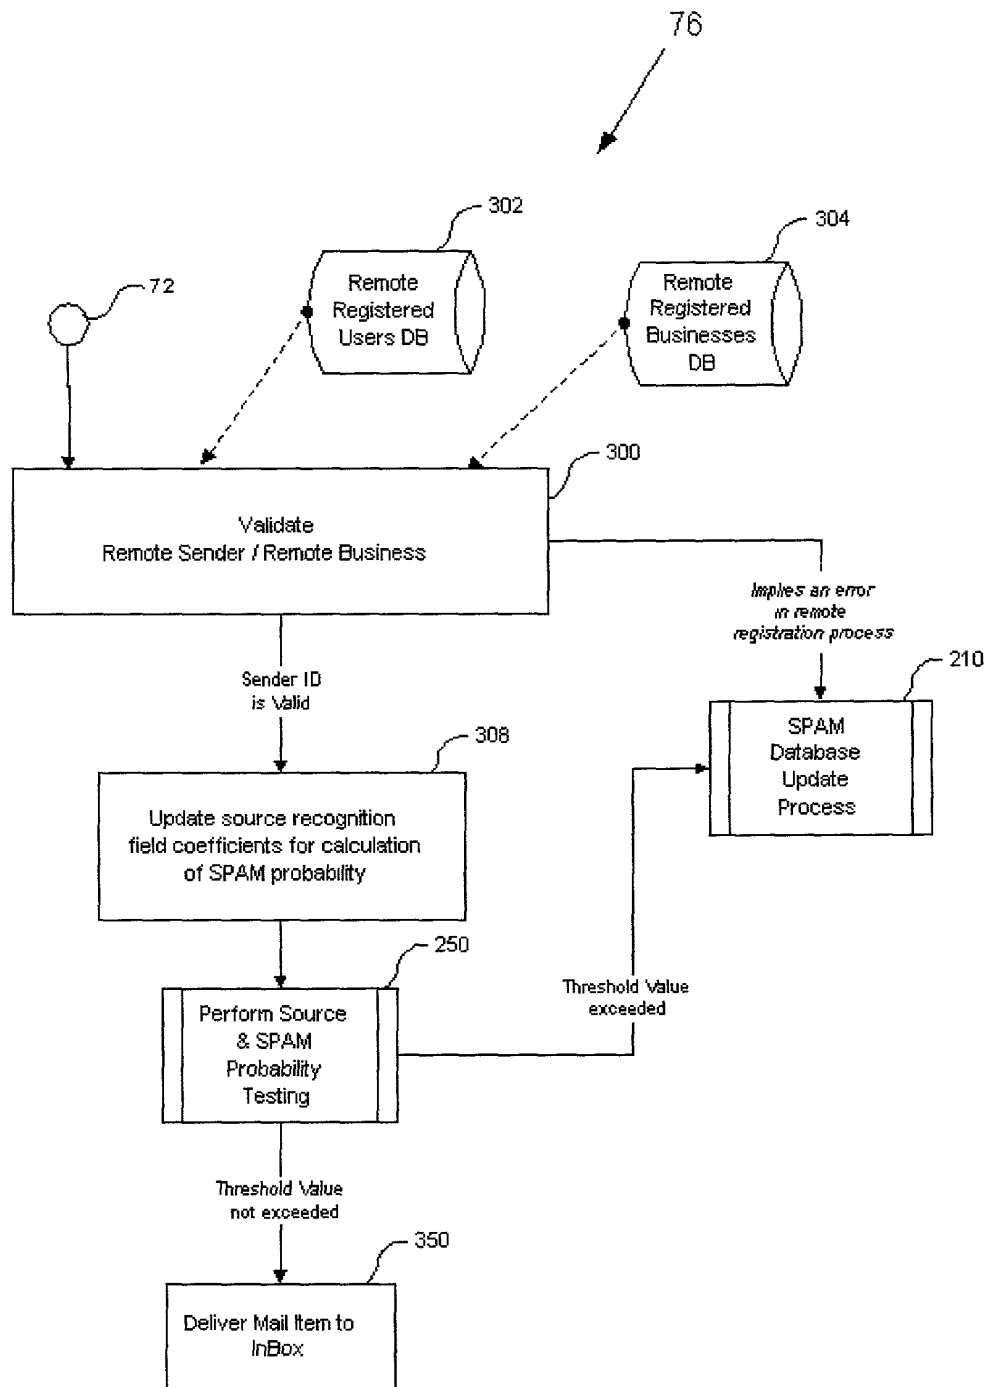 76
302
304
72
Remote
Registered
Users DB
Remote
Registered
Businesses
DB
300
Validate
Remote Sender / Remote Business
Implies an error
in remote
registration process
Sender ID
is Valid
210
SPAM
Database
Update
Process
308
Update source recognition
field coefficients for calculation
of SPAM probability
250
Perform Source
& SPAM
Probability
Testing
Threshold Value
exceeded
Threshold Value
not exceeded
350
Deliver Mail Item to
InBox